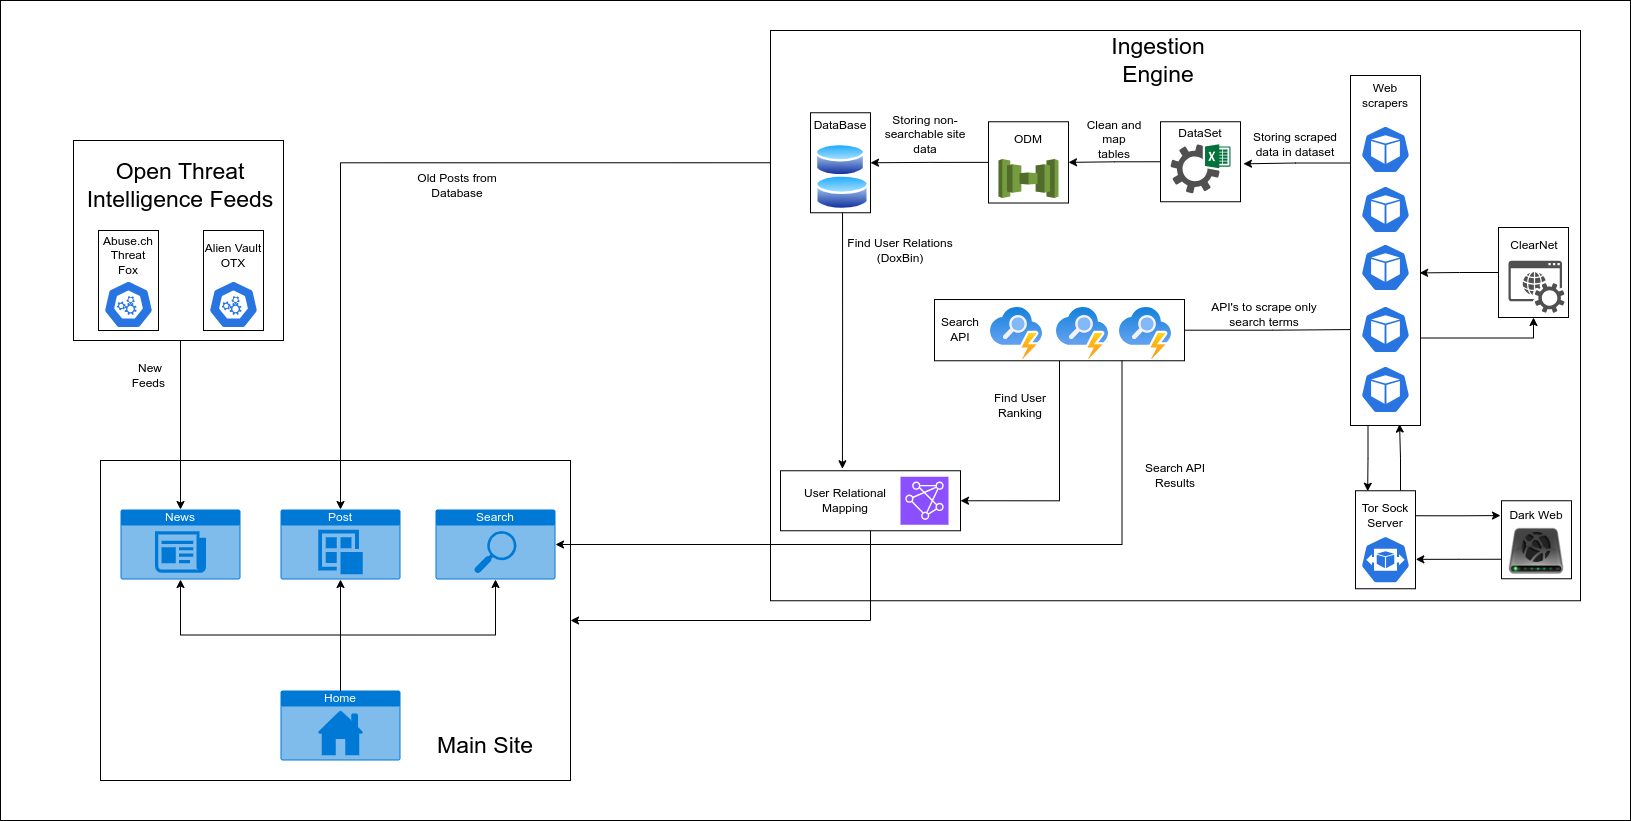 Ingestion
Engine
Web
scrapers
DataBase
Storing non-
searchable site
data
ODM
Clean and
map
tables
DataSet
Storing scraped
data in dataset
Open Threat
Intelligence Feeds
Abuse.ch
Threat
Fox
Alien Vault
OTX
Old Posts from
Database
Find User Relations
(DoxBin)
ClearNet
Search
API
API's to scrape only
search terms
New
Feeds
Find User
Ranking
Search API
Results
User Relational
Mapping
Tor Sock
Server
Dark Web
News
Post
Search
Home
Main Site